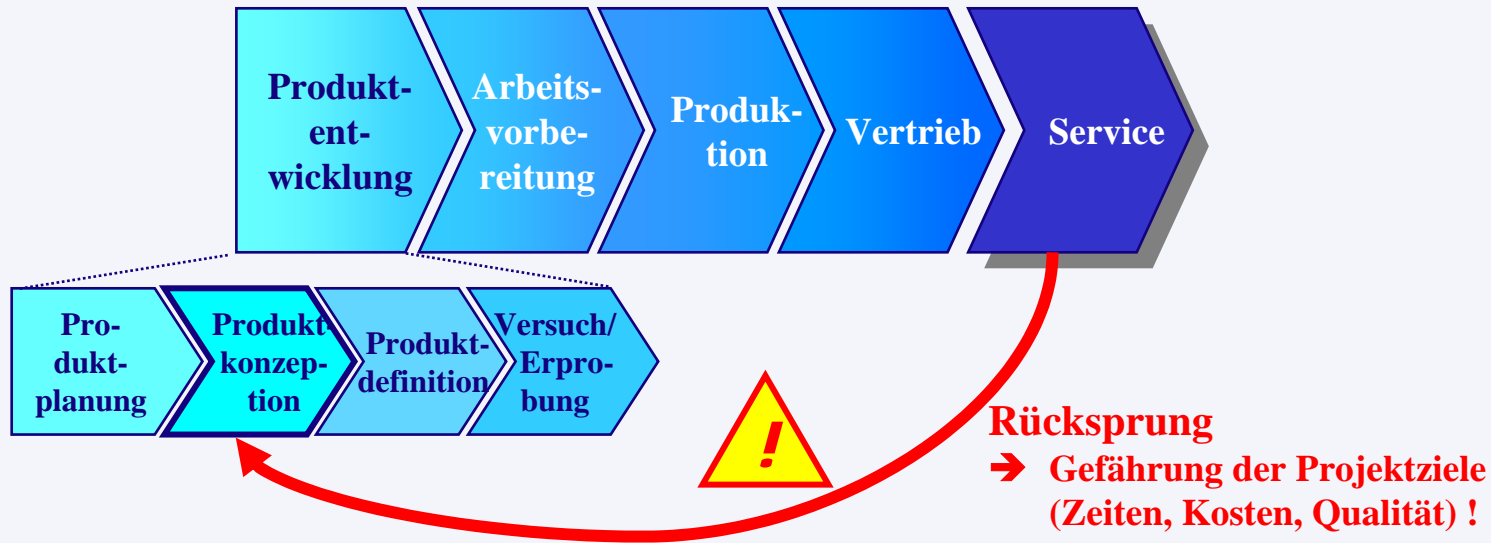 Produkt-
ent-
wicklung
Arbeits-
vorbe-
reitung
Produk-
tion
Vertrieb
Service
Pro-
dukt-
planung
Produkt-
konzep-
tion
Produkt-
definition
Versuch/
Erpro-
bung
!
Rücksprung
➔ Gefährung der Projektziele
(Zeiten, Kosten, Qualität) !